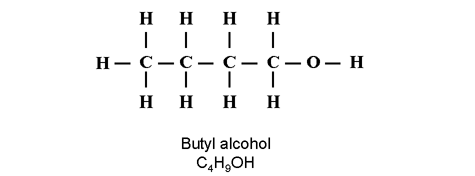 H H H H
H — C — C — C — C — O — H
H H H H
Butyl alcohol
C₄H₉OH